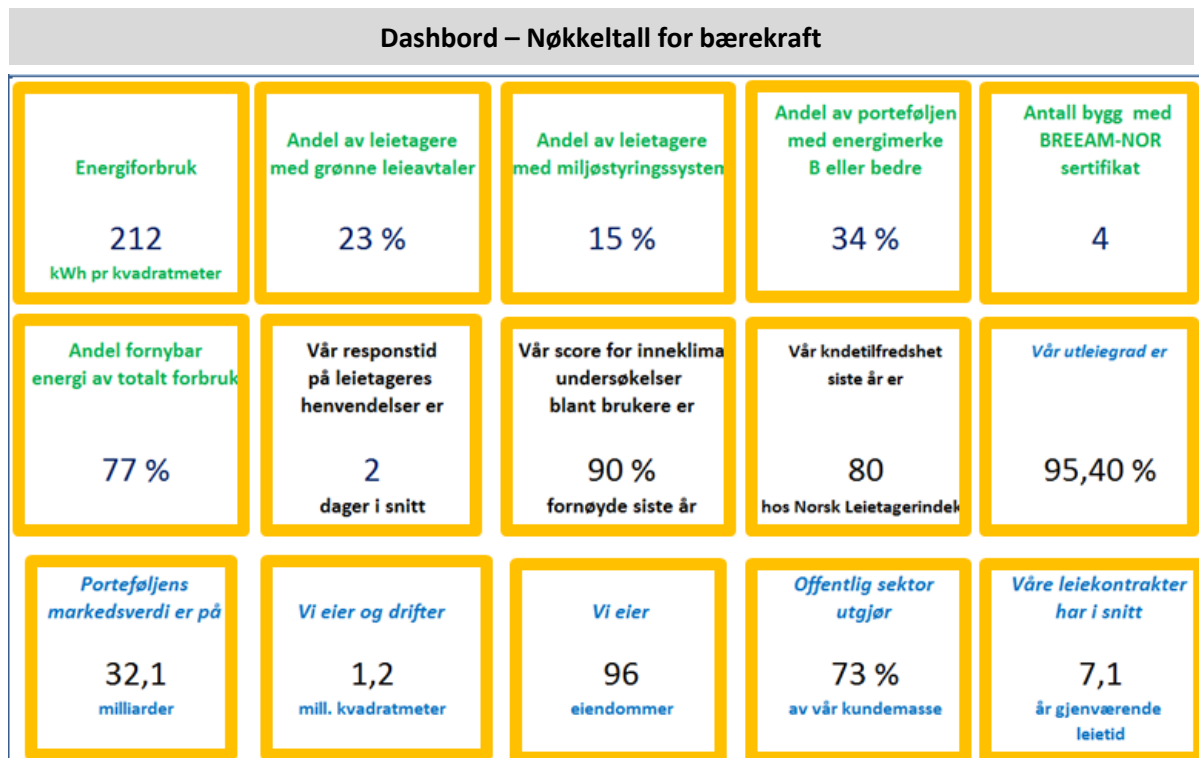 Dashbord – Nøkkeltall for bærekraft
Energiforbruk
212
kWh pr kvadratmeter
Andel av leietagere
med grønne leieavtaler
23 %
Andel av leietagere
med miljøstyringssystem
15 %
Andel av porteføljen
med energimerke
B eller bedre
34 %
Antall bygg med
BREEAM-NOR
sertifikat
4
Andel fornybar
energi av totalt forbruk
77 %
Vår responstid
på leietageres
henvendelser er
2
dager i snitt
Vår score for inneklima
undersøkelser
blant brukere er
90 %
fornøyde siste år
Vår kndetilfredshet
siste år er
80
hos Norsk Leietagerindek
Vår utleiegrad er
95,40 %
Porteføljens
markedsverdi er på
32,1
milliarder
Vi eier og drifter
1,2
mill. kvadratmeter
Vi eier
96
eiendommer
Offentlig sektor
utgjør
73 %
av vår kundemasse
Våre leiekontrakter
har i snitt
7,1
år gjenværende
leietid